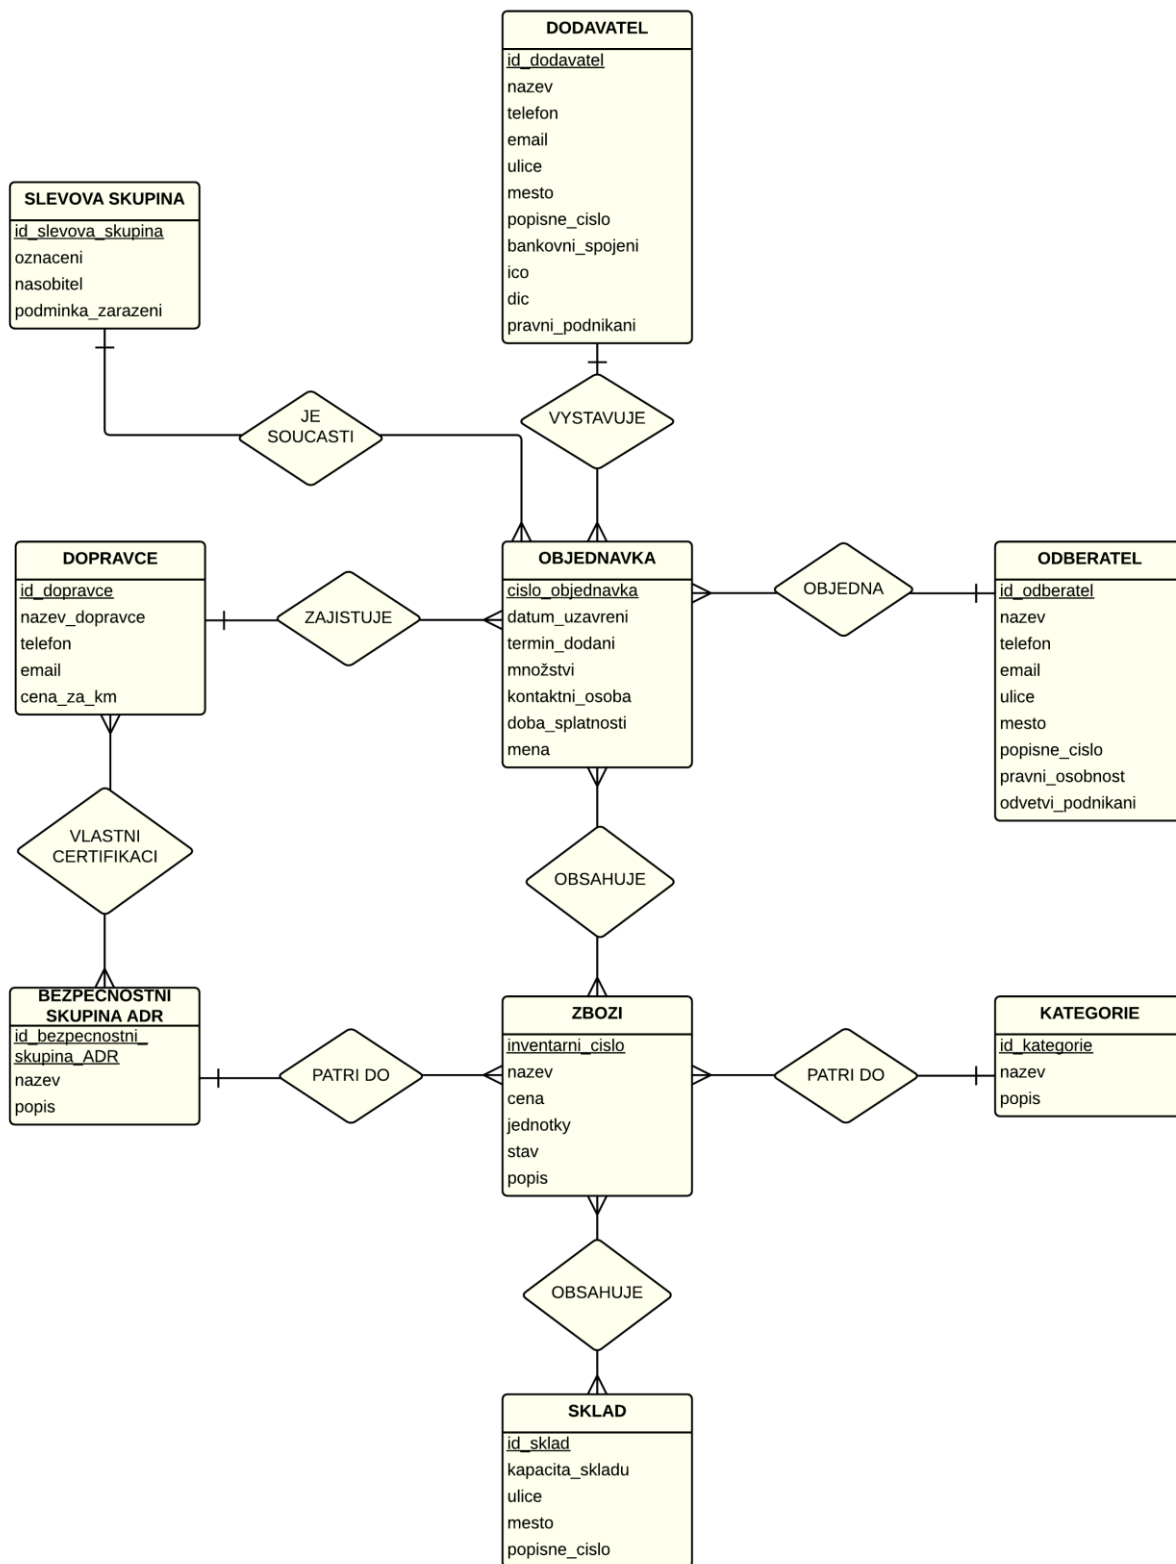 DODAVATEL
id_dodavatel
nazev
telefon
email
ulice
mesto
popisne_cislo
bankovni_spojeni
ico
dic
pravni_podnikani
SLEVOVA SKUPINA
id_slevova_skupina
oznaceni
nasobitel
podminka_zarazeni
JE
SOUCASTI
VYSTAVUJE
DOPRAVCE
id_dopravce
nazev_dopravce
telefon
email
cena_za_km
ZAJISTUJE
OBJEDNAVKA
cislo_objednavka
datum_uzavreni
termin_dodani
množstvi
kontaktni_osoba
doba_splatnosti
mena
OBJEDNA
ODBERATEL
id_odberatel
nazev
telefon
email
ulice
mesto
popisne_cislo
pravni_osobnost
odvetvi_podnikani
VLASTNI
CERTIFIKACI
OBSAHUJE
BEZPECNOSTNI
SKUPINA ADR
id_bezpecnostni_
skupina_ADR
nazev
popis
PATRI DO
ZBOZI
inventarni_cislo
nazev
cena
jednotky
stav
popis
PATRI DO
KATEGORIE
id_kategorie
nazev
popis
OBSAHUJE
SKLAD
id_sklad
kapacita_skladu
ulice
mesto
popisne_cislo